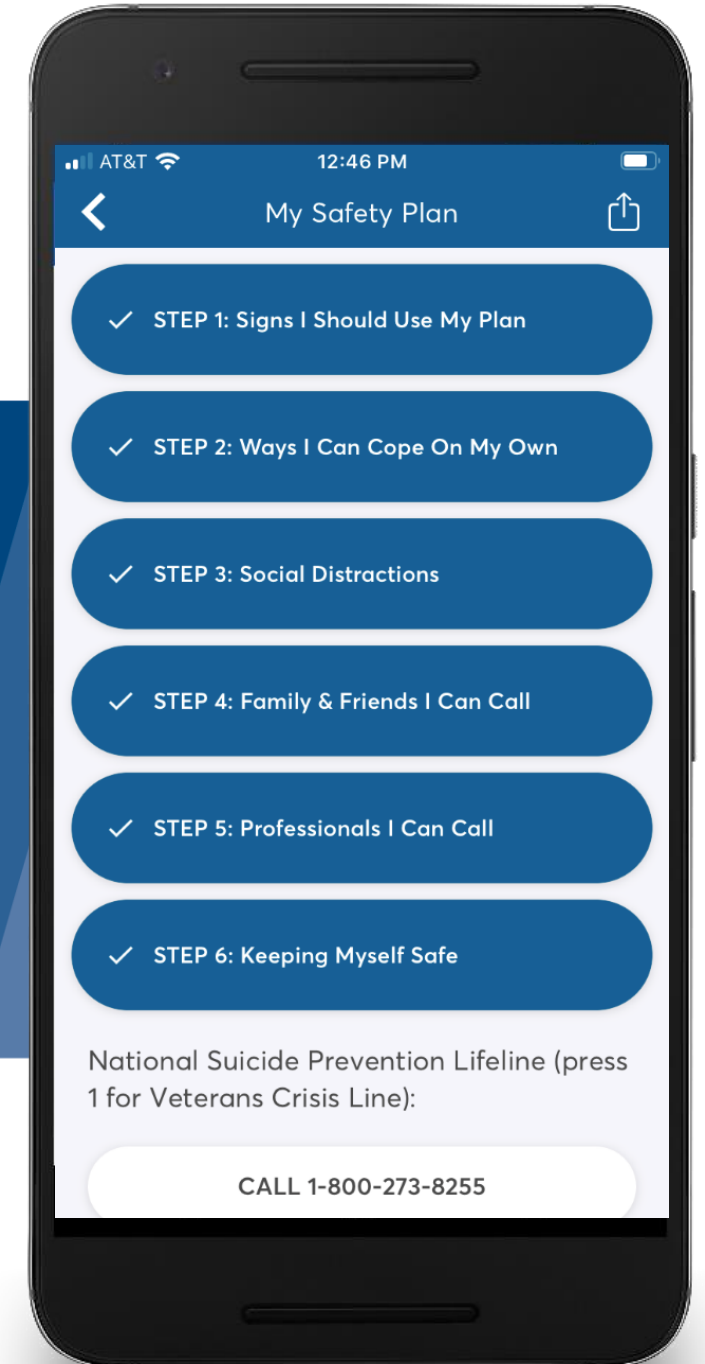 AT&T 12:46 PM
My Safety Plan
STEP 1: Signs I Should Use My Plan
STEP 2: Ways I Can Cope On My Own
STEP 3: Social Distractions
STEP 4: Family & Friends I Can Call
STEP 5: Professionals I Can Call
STEP 6: Keeping Myself Safe
National Suicide Prevention Lifeline (press
1 for Veterans Crisis Line):
CALL 1-800-273-8255